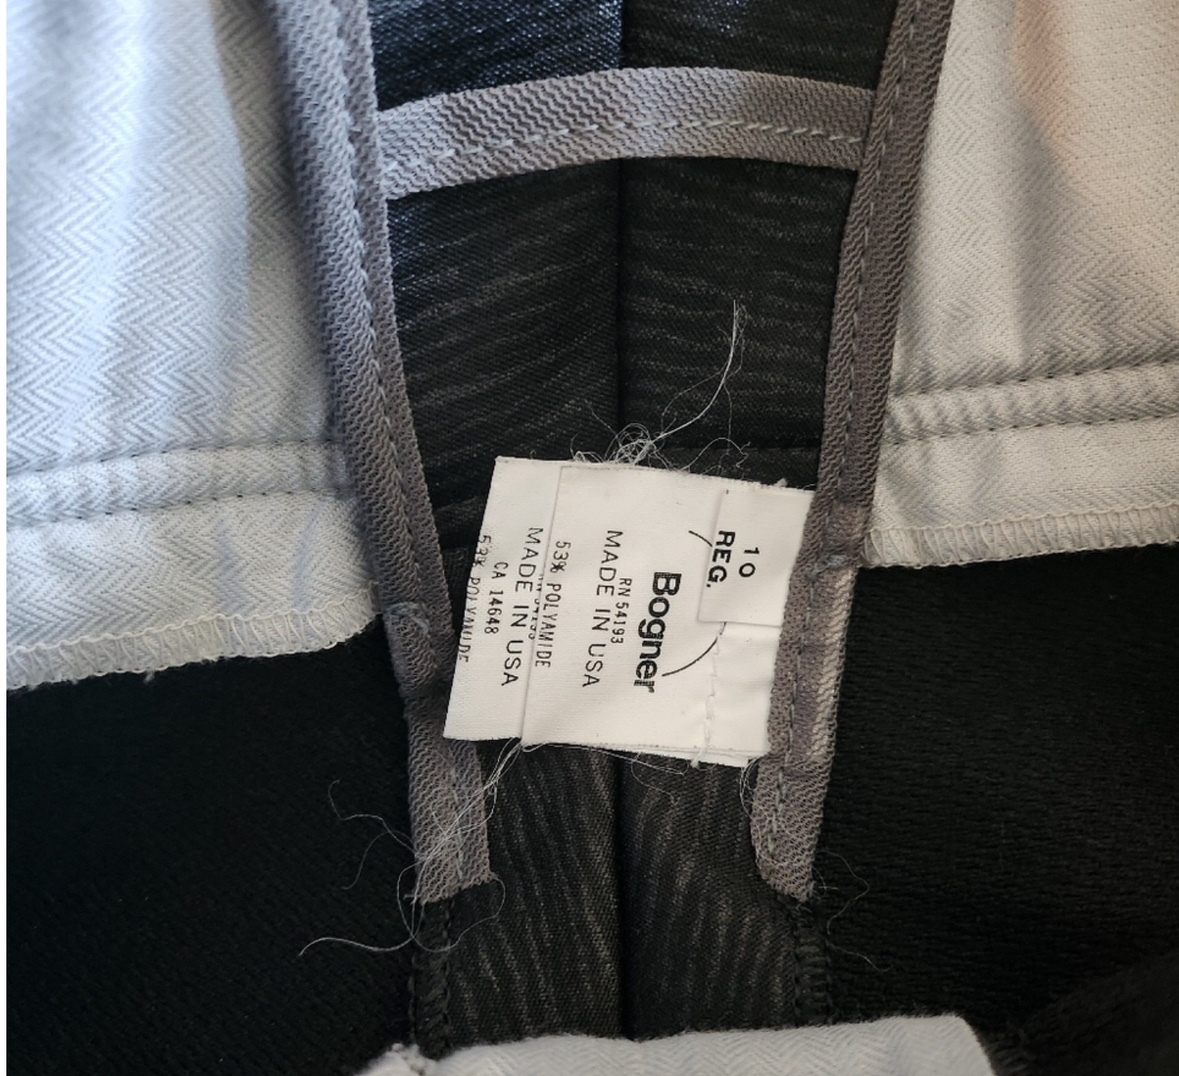 10
REG.
Bogner
RN 54193
MADE IN USA
53% POLYAMIDE
MADE IN USA
CA 14648
53% POLYAMIDE